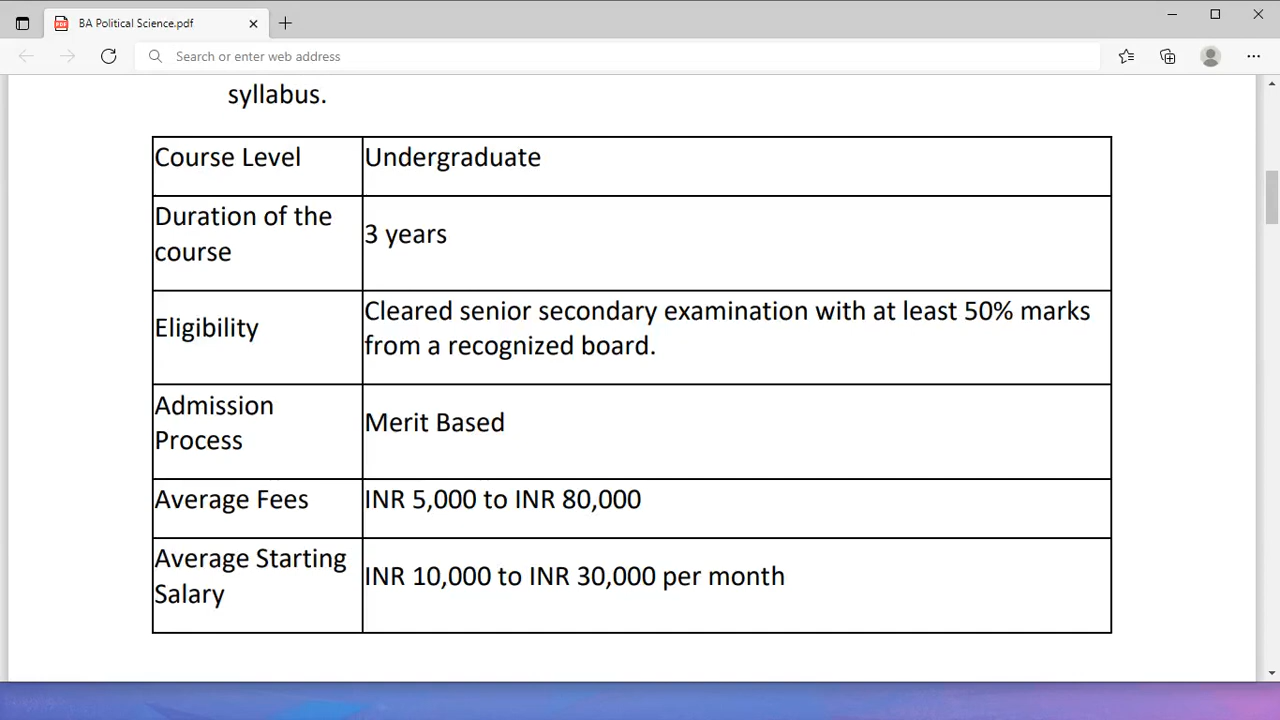 BA Political Science.pdf
Search or enter web address
syllabus.
Course Level
Undergraduate
Duration of the
course
3 years
Eligibility
Cleared senior secondary examination with at least 50% marks
from a recognized board.
Admission
Process
Merit Based
Average Fees
INR 5,000 to INR 80,000
Average Starting
Salary
INR 10,000 to INR 30,000 per month